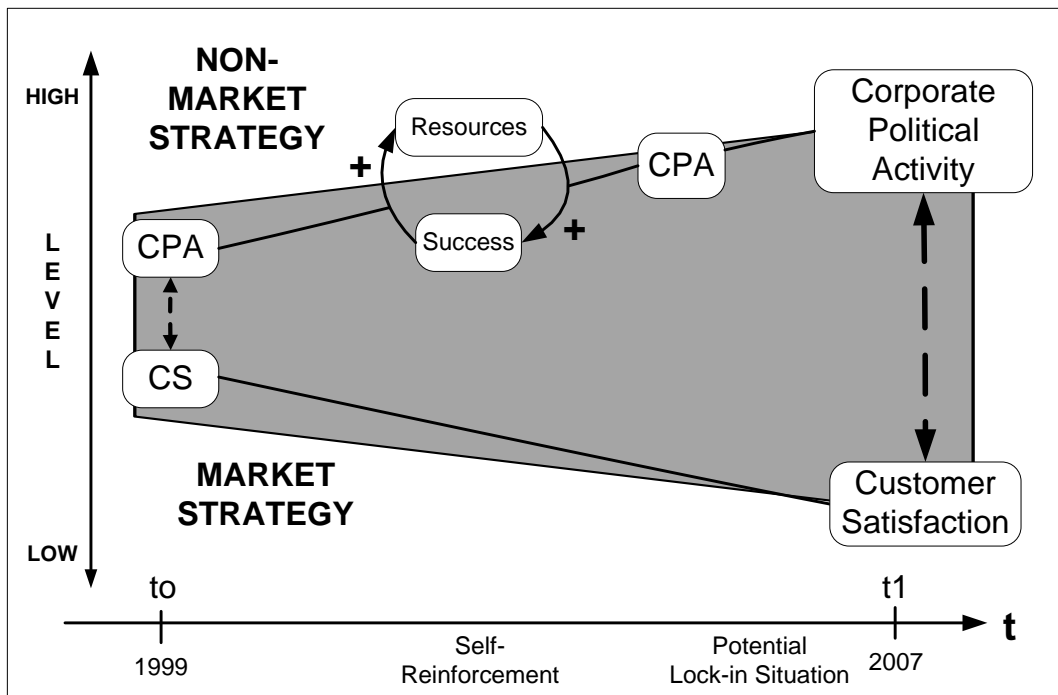 NON-
MARKET
STRATEGY
HIGH
Resources
Corporate
Political
Activity
+
CPA
CPA
Success
+
L
E
V
E
L
CS
MARKET
STRATEGY
Customer
Satisfaction
LOW
to
t1
t
1999
Self-
Reinforcement
Potential
Lock-in Situation
2007